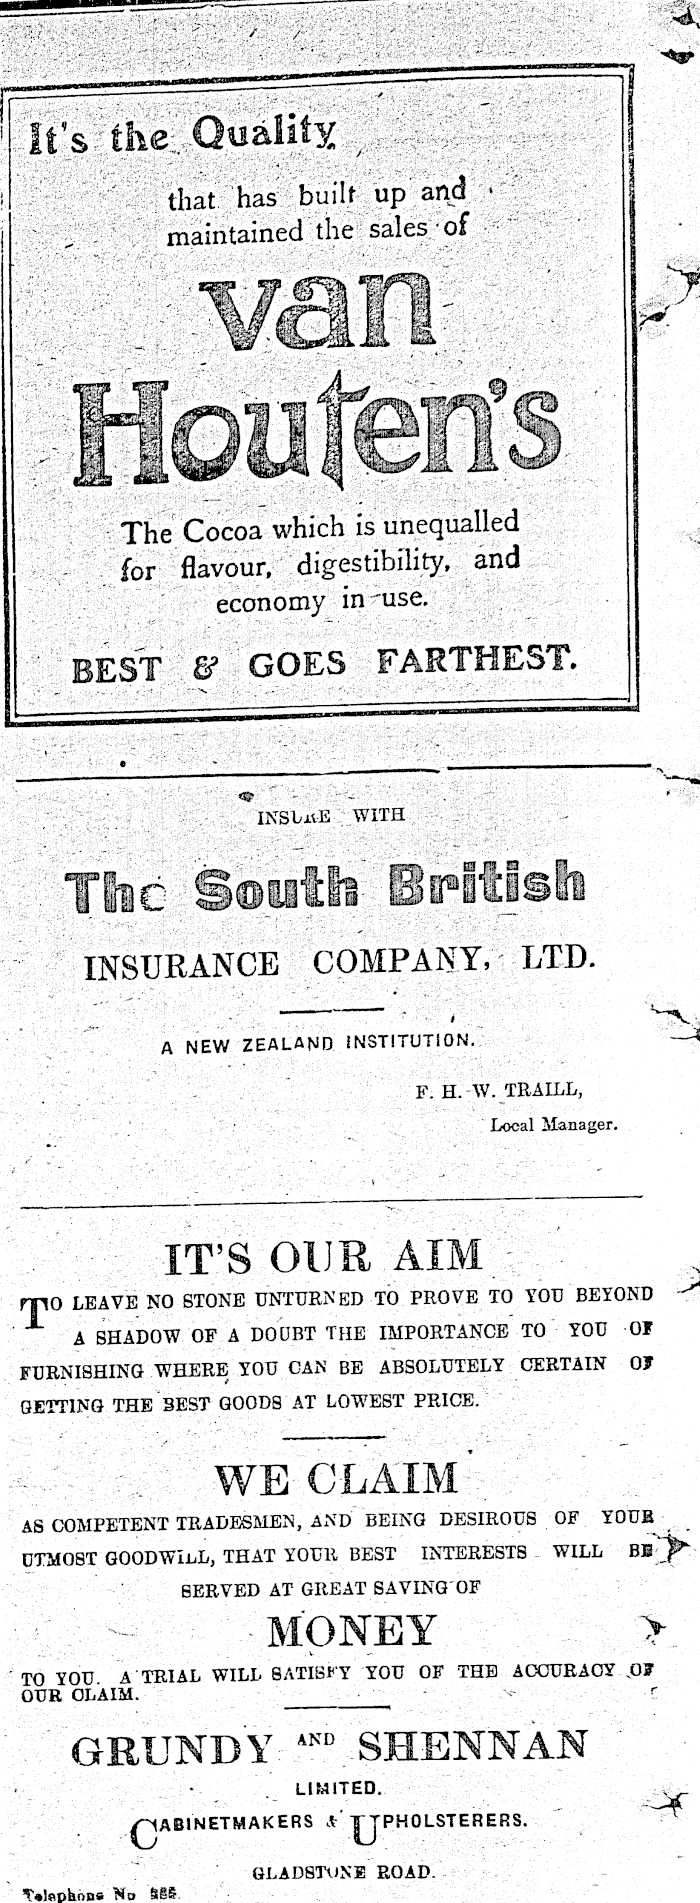 It's the Quality
that has built up and
maintained the sales of
van
Houten's
The Cocoa which is unequalled
for flavour, digestibility, and
economy in use.
BEST & GOES FARTHEST.
INSURE WITH
The South British
INSURANCE COMPANY, LTD.
A NEW ZEALAND INSTITUTION.
F. H. W. TRAILL,
Local Manager.
IT'S OUR AIM
TO LEAVE NO STONE UNTURNED TO PROVE TO YOU BEYOND
A SHADOW OF A DOUBT THE IMPORTANCE TO YOU OF
FURNISHING WHERE YOU CAN BE ABSOLUTELY CERTAIN OF
GETTING THE BEST GOODS AT LOWEST PRICE.
WE CLAIM
AS COMPETENT TRADESMEN, AND BEING DESIROUS OF YOUR
UTMOST GOODWILL, THAT YOUR BEST INTERESTS WILL BE
SERVED AT GREAT SAVING OF
MONEY
TO YOU. A TRIAL WILL SATISFY YOU OF THE ACCURACY OF
OUR CLAIM.
GRUNDY AND SHENNAN
LIMITED.
CABINETMAKERS & UPHOLSTERERS.
GLADSTONE ROAD.
Telephone No